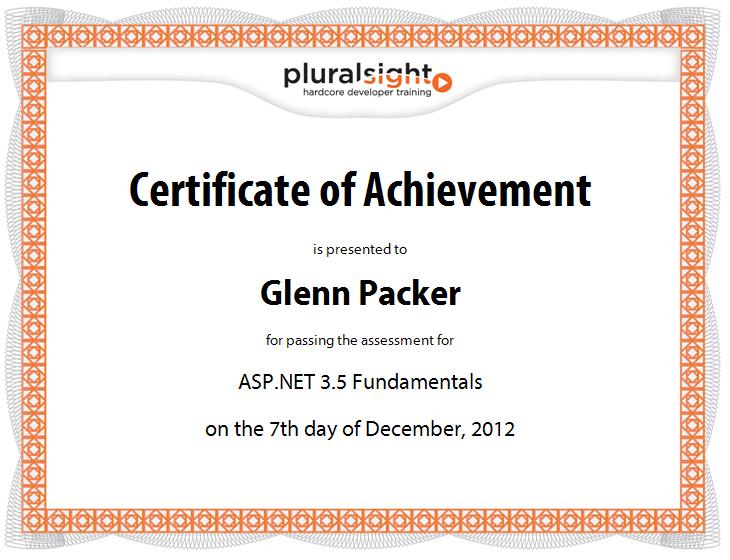 pluralsight
hardcore developer training
Certificate of Achievement
is presented to
Glenn Packer
for passing the assessment for
ASP.NET 3.5 Fundamentals
on the 7th day of December, 2012